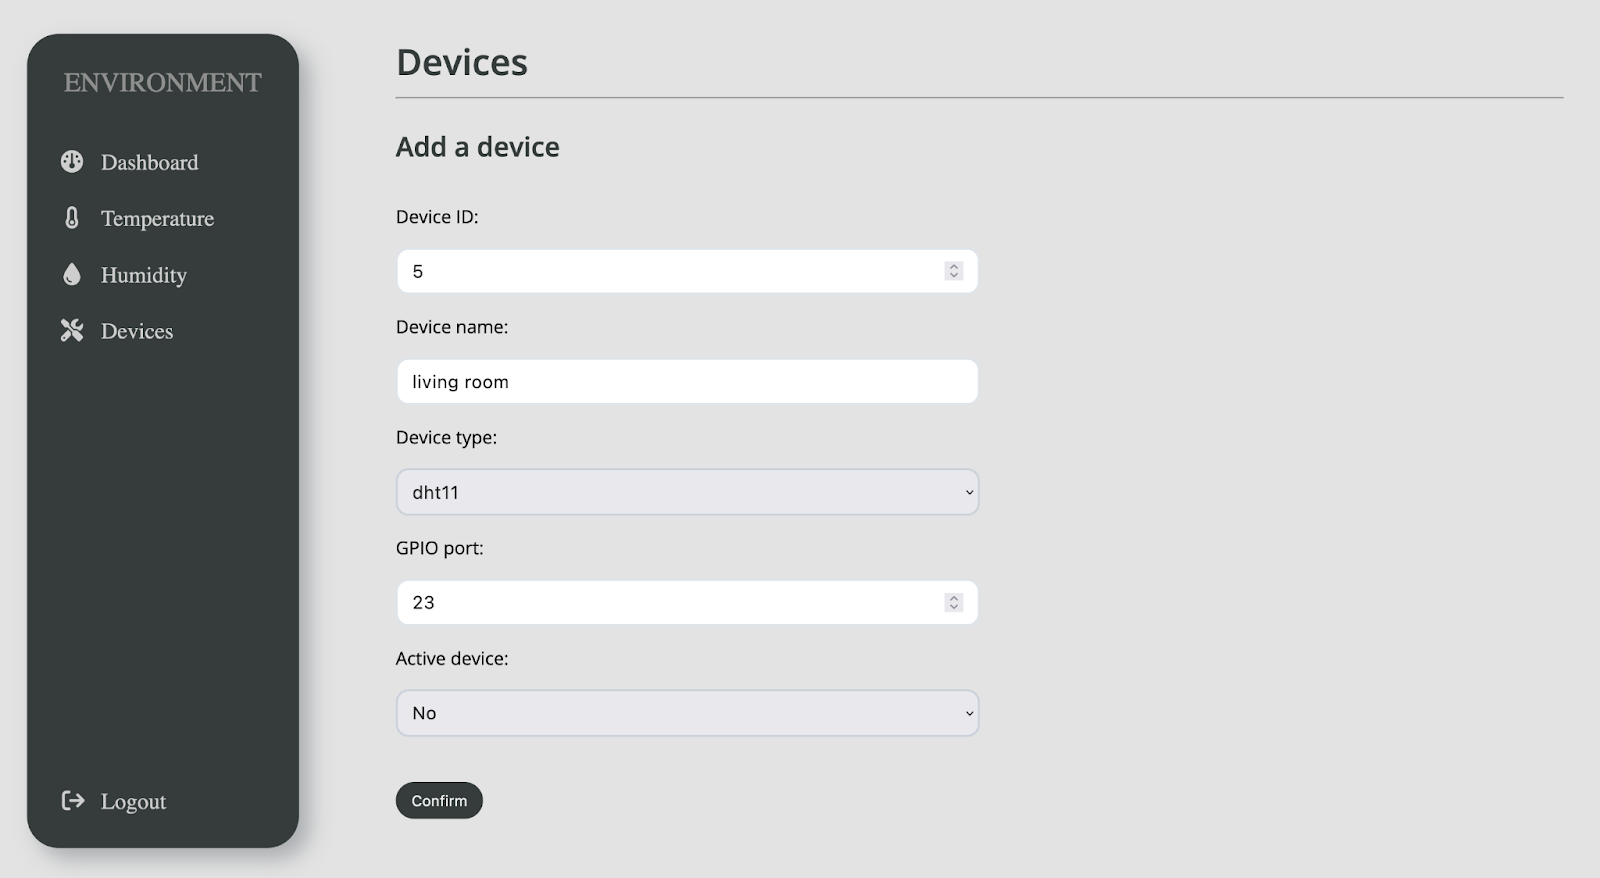 ENVIRONMENT
Dashboard
Temperature
Humidity
Devices
Logout
Devices
Add a device
Device ID:
5
Device name:
living room
Device type:
dht11
GPIO port:
23
Active device:
No
Confirm